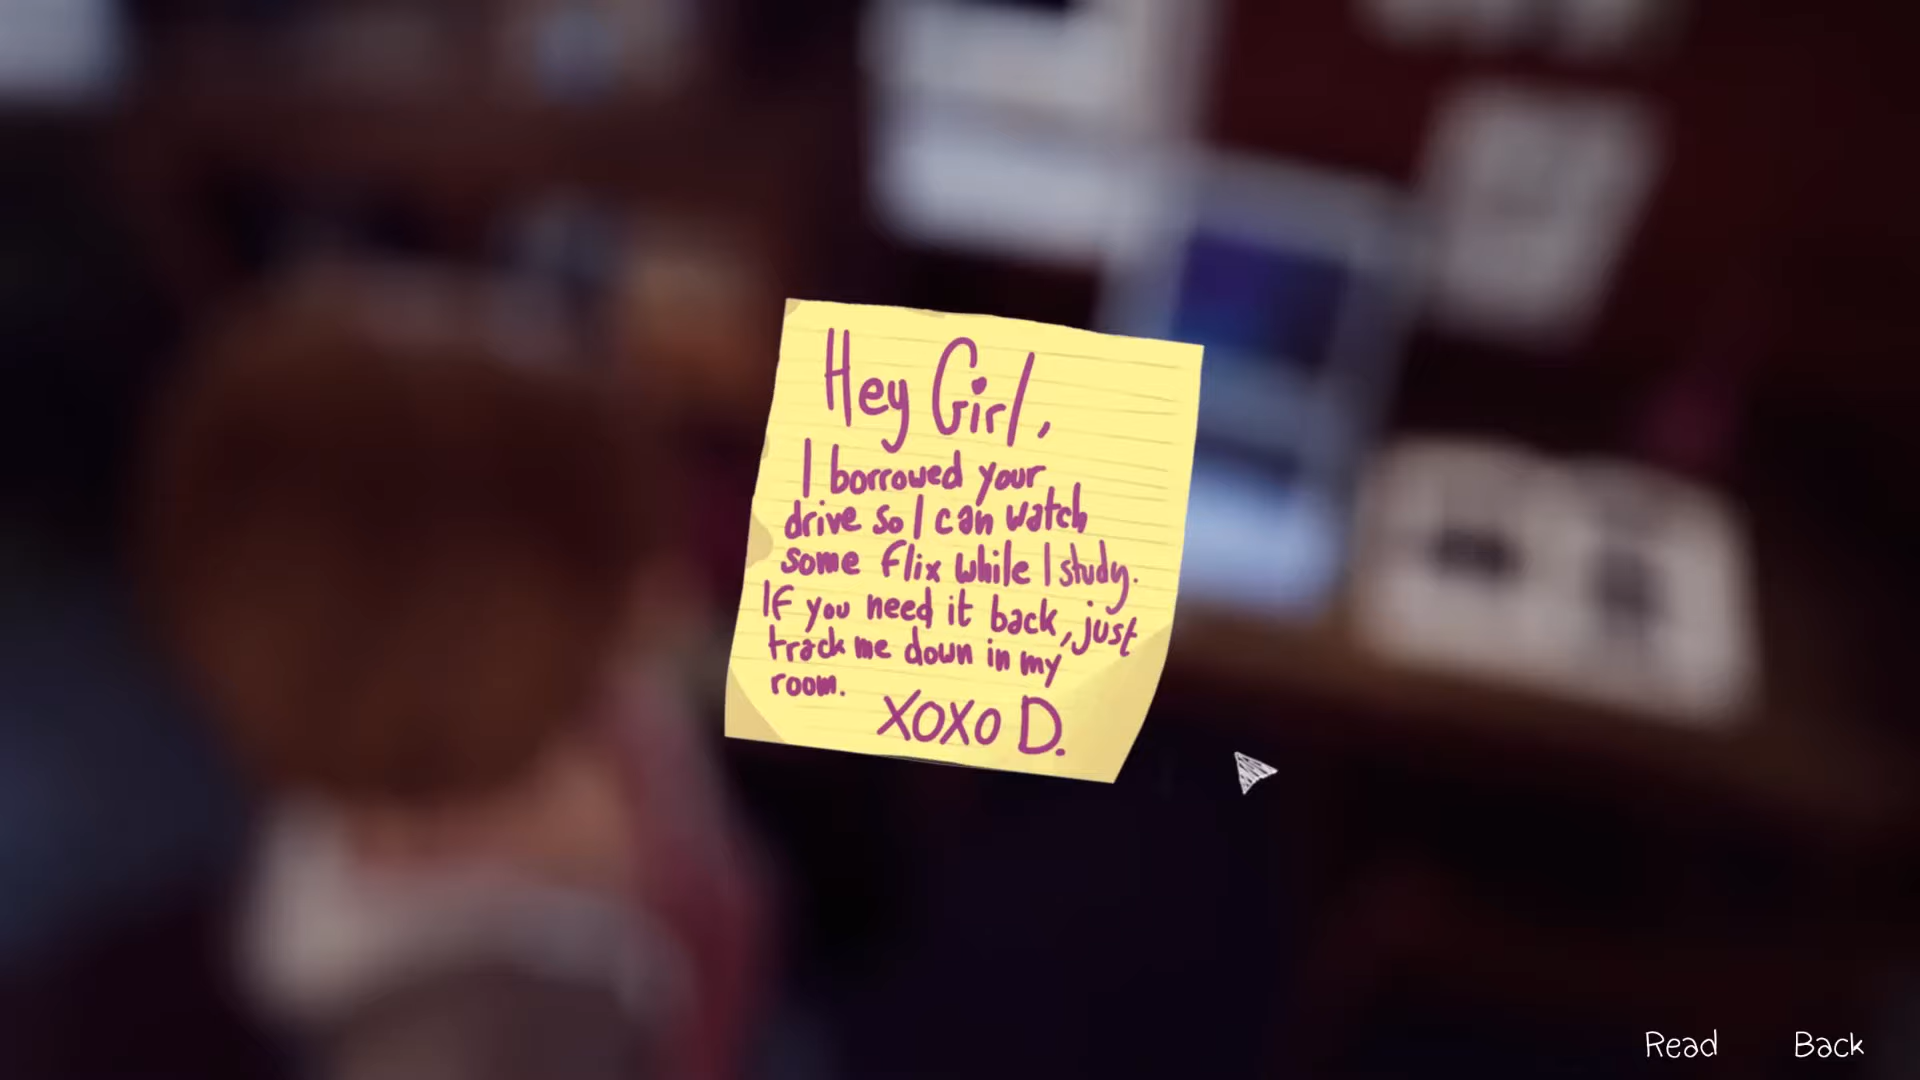 Hey Girl,
I borrowed your
drive so I can watch
some flix while I study.
If you need it back, just
track me down in my
room.
XOXO D.
Read Back